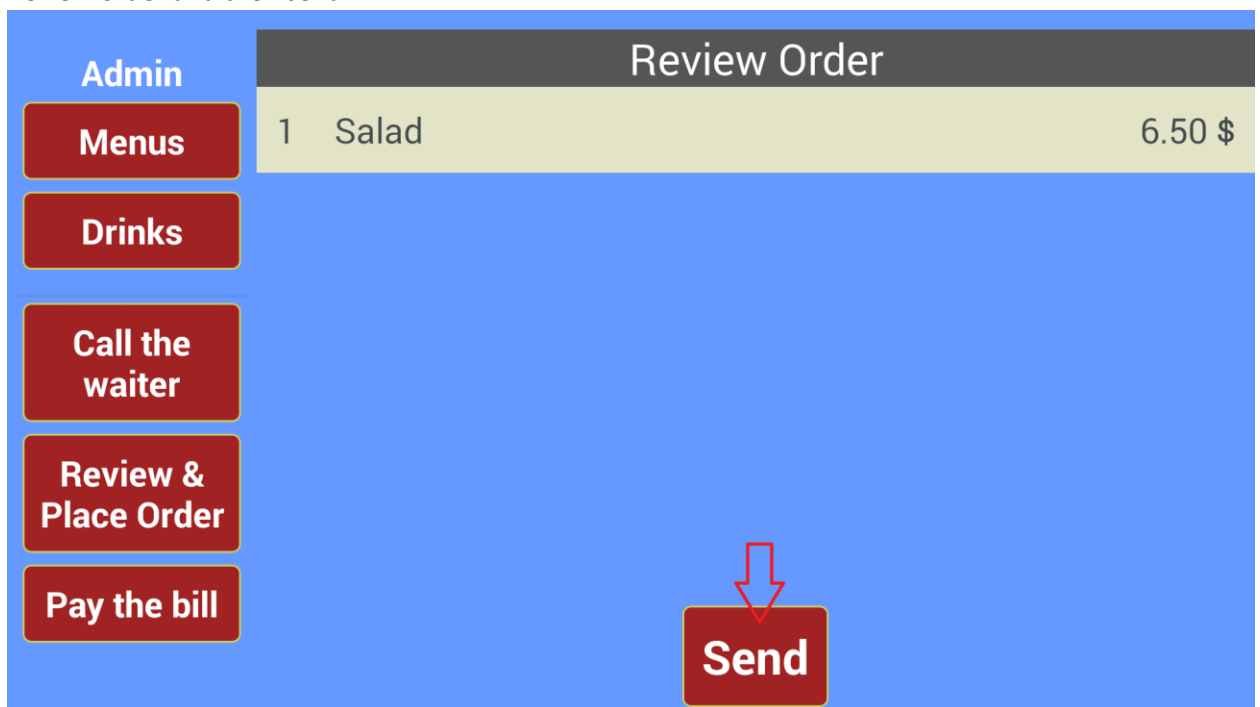 Admin
Menus
Drinks
Call the
waiter
Review &
Place Order
Pay the bill
Review Order
1 Salad 6.50 $
Send